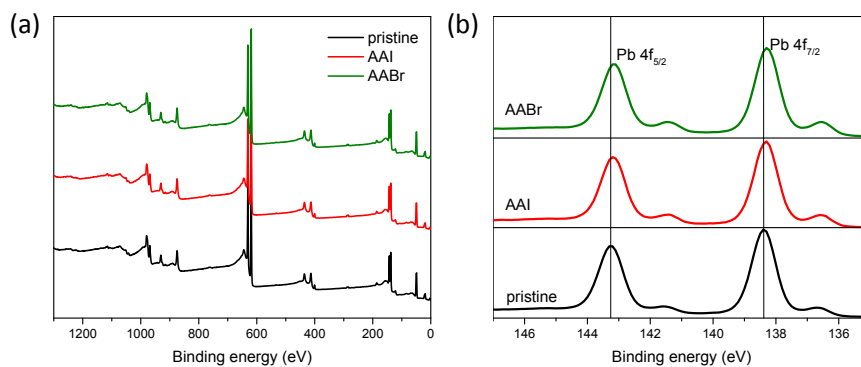 (a)
pristine
AAI
AABr
1200 1000 800 600 400 200 0
Binding energy (eV)
(b)
Pb 4f5/2
Pb 4f7/2
AABr
AAI
pristine
146 144 142 140 138 136
Binding energy (eV)